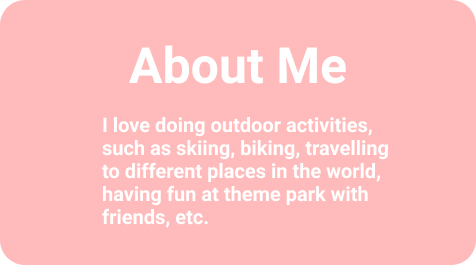 About Me
I love doing outdoor activities,
such as skiing, biking, travelling
to different places in the world,
having fun at theme park with
friends, etc.